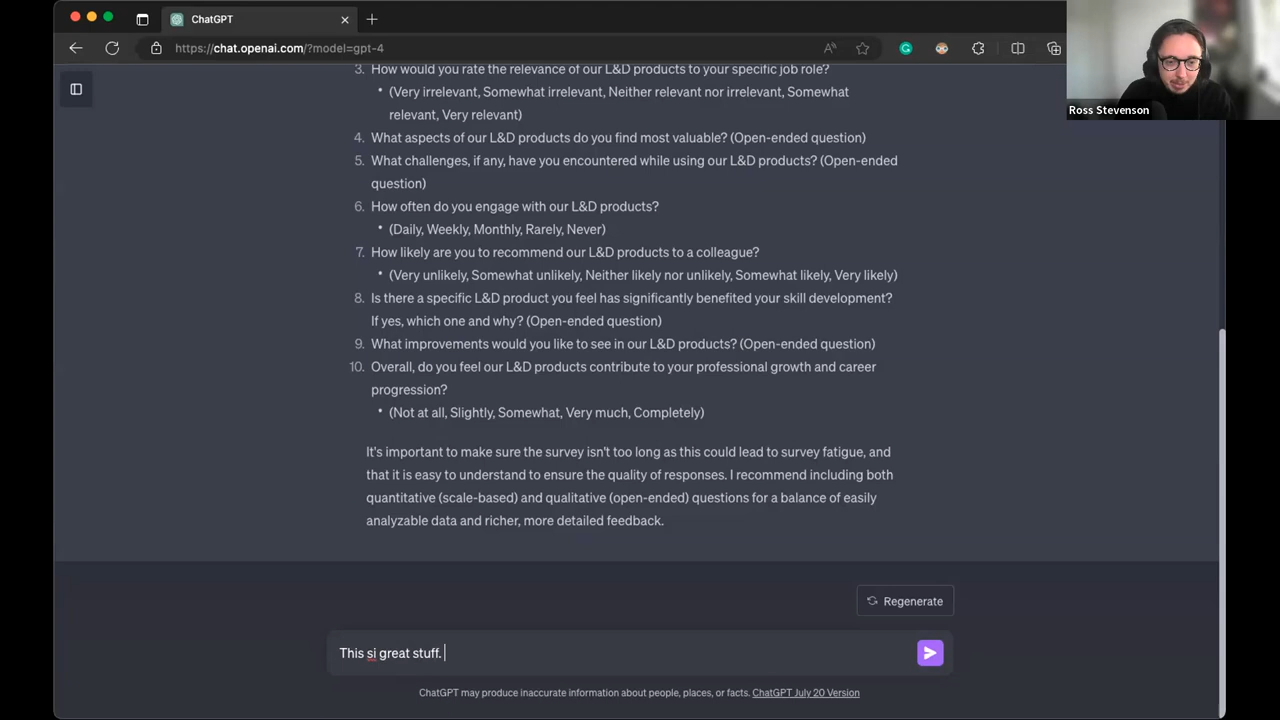 ChatGPT
https://chat.openai.com/?model=gpt-4
Ross Stevenson
3. How would you rate the relevance of our L&D products to your specific job role?
• (Very irrelevant, Somewhat irrelevant, Neither relevant nor irrelevant, Somewhat
relevant, Very relevant)
4. What aspects of our L&D products do you find most valuable? (Open-ended question)
5. What challenges, if any, have you encountered while using our L&D products? (Open-ended
question)
6. How often do you engage with our L&D products?
• (Daily, Weekly, Monthly, Rarely, Never)
7. How likely are you to recommend our L&D products to a colleague?
• (Very unlikely, Somewhat unlikely, Neither likely nor unlikely, Somewhat likely, Very likely)
8. Is there a specific L&D product you feel has significantly benefited your skill development?
If yes, which one and why? (Open-ended question)
9. What improvements would you like to see in our L&D products? (Open-ended question)
10. Overall, do you feel our L&D products contribute to your professional growth and career
progression?
• (Not at all, Slightly, Somewhat, Very much, Completely)
It's important to make sure the survey isn't too long as this could lead to survey fatigue, and
that it is easy to understand to ensure the quality of responses. I recommend including both
quantitative (scale-based) and qualitative (open-ended) questions for a balance of easily
analyzable data and richer, more detailed feedback.
Regenerate
This si great stuff.
ChatGPT may produce inaccurate information about people, places, or facts. ChatGPT July 20 Version